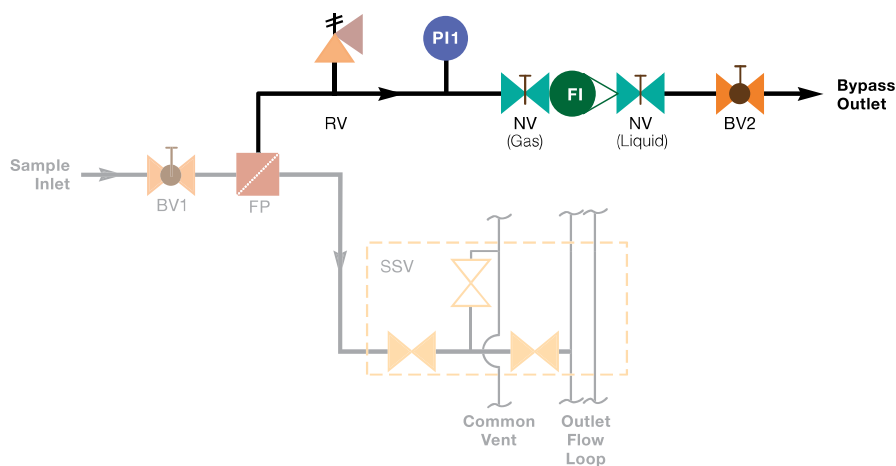 PI1
FI
Bypass
Outlet
RV
NV
(Gas)
NV
(Liquid)
BV2
Sample
Inlet
BV1
FP
SSV
Common
Vent
Outlet
Flow
Loop